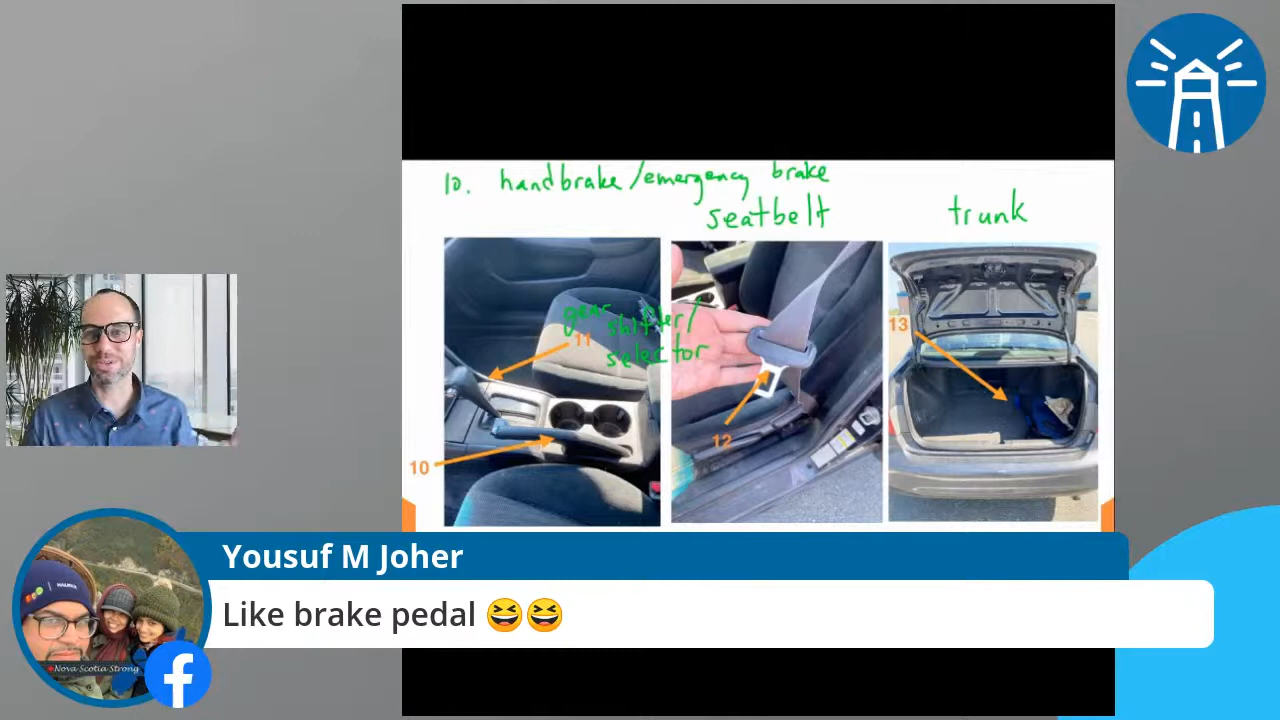 10. handbrake/emergency brake
seatbelt
trunk
gear
shifter/
selector
11
13
12
10
Yousuf M Joher
Like brake pedal 😆😆
Nova Scotia Strong
HALIFAX